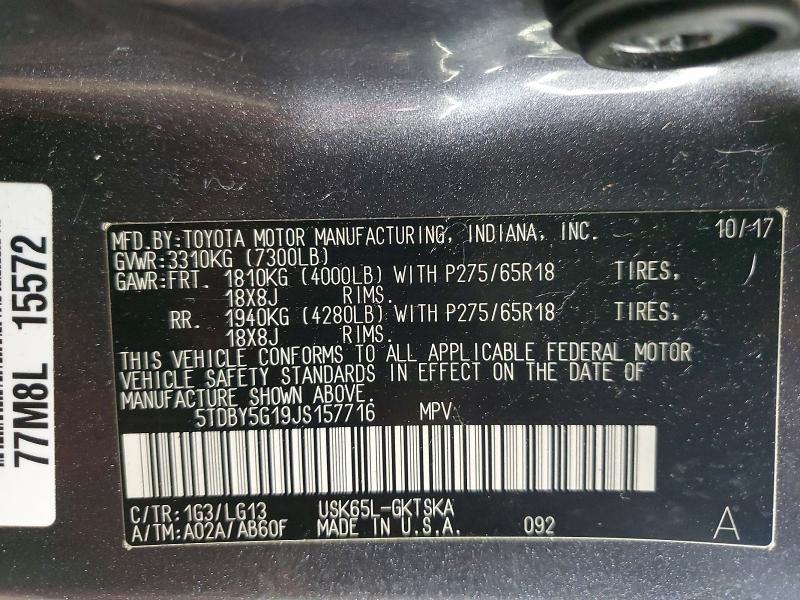 MFD.BY:TOYOTA MOTOR MANUFACTURING, INDIANA, INC. 10/17
GVWR:3310KG (7300LB)
GAWR:FRT. 1810KG (4000LB) WITH P275/65R18 TIRES,
18X8J RIMS.
RR. 1940KG (4280LB) WITH P275/65R18 TIRES,
18X8J RIMS.
THIS VEHICLE CONFORMS TO ALL APPLICABLE FEDERAL MOTOR
VEHICLE SAFETY STANDARDS IN EFFECT ON THE DATE OF
MANUFACTURE SHOWN ABOVE.
5TDBY5G19JS157716 MPV
C/TR: 1G3/LG13 USK65L-GKTSKA
A/TM: A02A/AB60F MADE IN U.S.A. 092 A
77M8L 15572